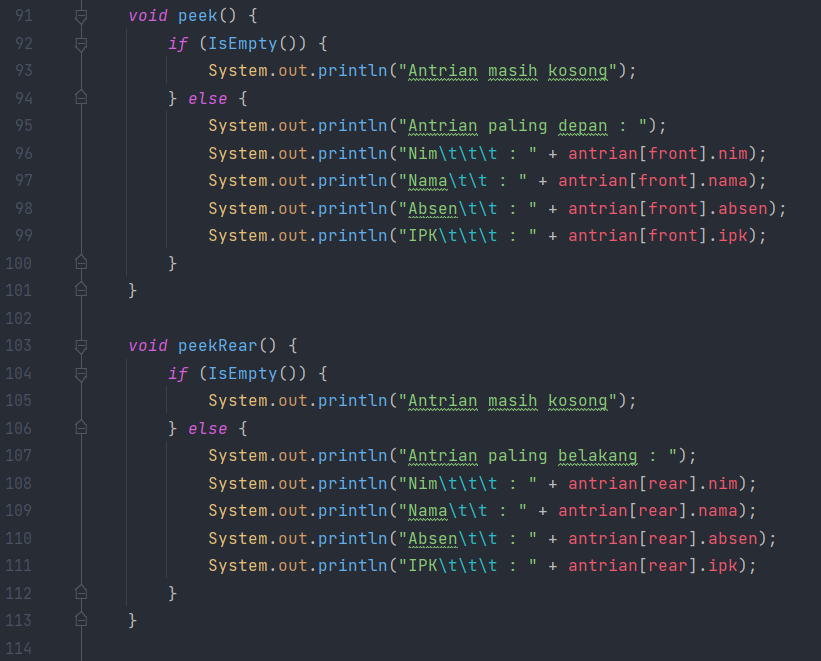 91 void peek() {
92 if (IsEmpty()) {
93 System.out.println("Antrian masih kosong");
94 } else {
95 System.out.println("Antrian paling depan : ");
96 System.out.println("Nim\t\t\t : " + antrian[front].nim);
97 System.out.println("Nama\t\t : " + antrian[front].nama);
98 System.out.println("Absen\t\t : " + antrian[front].absen);
99 System.out.println("IPK\t\t\t : " + antrian[front].ipk);
100 }
101 }
102
103 void peekRear() {
104 if (IsEmpty()) {
105 System.out.println("Antrian masih kosong");
106 } else {
107 System.out.println("Antrian paling belakang : ");
108 System.out.println("Nim\t\t\t : " + antrian[rear].nim);
109 System.out.println("Nama\t\t : " + antrian[rear].nama);
110 System.out.println("Absen\t\t : " + antrian[rear].absen);
111 System.out.println("IPK\t\t\t : " + antrian[rear].ipk);
112 }
113 }
114